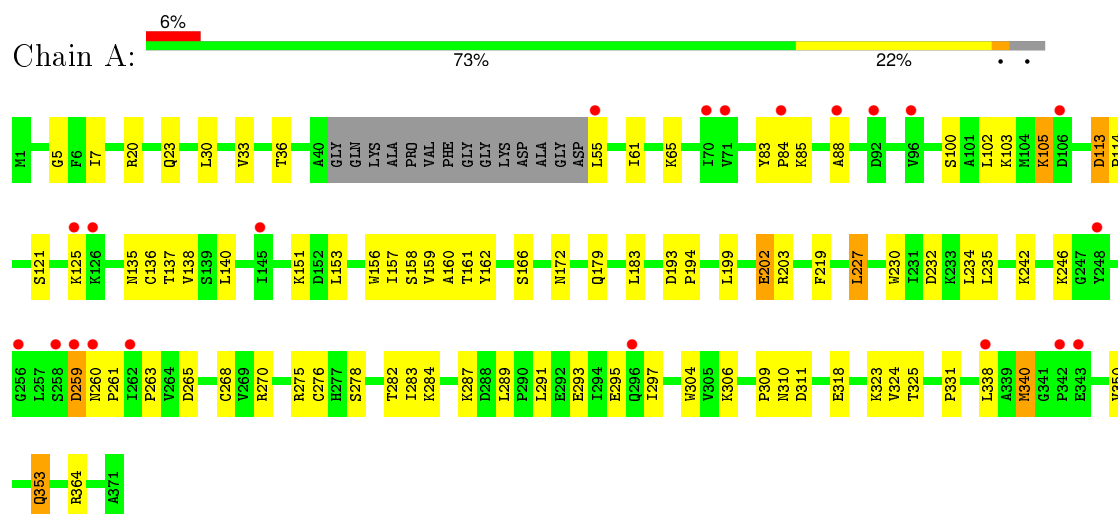 6%
Chain A:
73% 22% • •
M1 G5 F6 I7 R20 Q23 L30 V33 T36 A40 GLY GLN LYS ALA PRO VAL PHE GLY GLY LYS ASP ALA GLY ASP L55 I61 K65 I70 V71 Y83 P84 K85 A88 D92 V96 S100 A101 L102 K103 M104 K105 D106 D113
S121 K125 K126 N135 C136 T137 V138 S139 L140 I145 K151 D152 L153 W156 I157 S158 V159 A160 T161 Y162 S166 N172 Q179 L183 D193 P194 L199 E202 R203 F219 L227 W230 I231 D232 K233 L234 L235 K242 K246 G247 Y248
G256 L257 S258 D259 N260 P261 I262 P263 V264 D265 C268 V269 R270 R275 C276 H277 S278 T282 I283 K284 K287 D288 L289 P290 L291 E292 E293 I294 E295 Q296 I297 W304 V305 K306 P309 N310 D311 E318 K323 V324 T325 P331 L338 A339 M340 G341 P342 E343
Q353 R364 A371